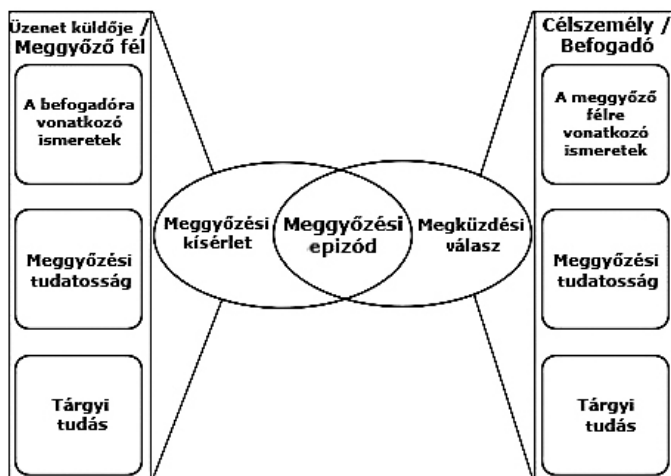 Üzenet küldője /
Meggyőző fél
A befogadóra
vonatkozó
ismeretek
Meggyőzési
tudatosság
Tárgyi
tudás
Meggyőzési
kísérlet
Meggyőzési
epizód
Megküzdési
válasz
Célszemély /
Befogadó
A meggyőző
félre
vonatkozó
ismeretek
Meggyőzési
tudatosság
Tárgyi
tudás